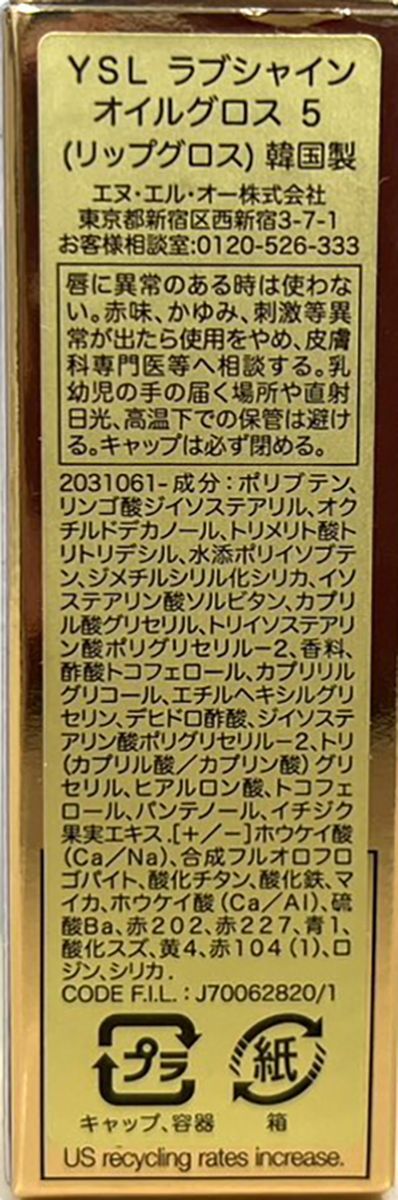 YSL ラブシャイン
オイルグロス 5
(リップグロス) 韓国製
エヌ・エル・オー株式会社
東京都新宿区西新宿3-7-1
お客様相談室:0120-526-333
唇に異常のある時は使わな
い。赤味、かゆみ、刺激等異
常が出たら使用をやめ、皮膚
科専門医等へ相談する。乳
幼児の手の届く場所や直射
日光、高温下での保管は避け
る。キャップは必ず閉める。
2031061-成分:ポリブテン、
リンゴ酸ジイソステアリル、オク
チルドデカノール、トリメリト酸ト
リトリデシル、水添ポリイソブテ
ン、ジメチルシリル化シリカ、イソ
ステアリン酸ソルビタン、カプリ
ル酸グリセリル、トリイソステアリ
ン酸ポリグリセリル-2、香料、
酢酸トコフェロール、カプリリル
グリコール、エチルヘキシルグリ
セリン、デヒドロ酢酸、ジイソステ
アリン酸ポリグリセリル-2、トリ
(カプリル酸/カプリン酸)グリ
セリル、ヒアルロン酸、トコフェ
ロール、パンテノール、イチジク
果実エキス.[+/-]ホウケイ酸
(Ca/Na)、合成フルオロフロ
ゴパイト、酸化チタン、酸化鉄、マ
イカ、ホウケイ酸(Ca/Al)、硫
酸Ba、赤202、赤227、青1、
酸化スズ、黄4、赤104(1)、ロ
ジン、シリカ.
CODE F.I.L.: J70062820/1
プラ 紙
キャップ、容器 箱
US recycling rates increase.